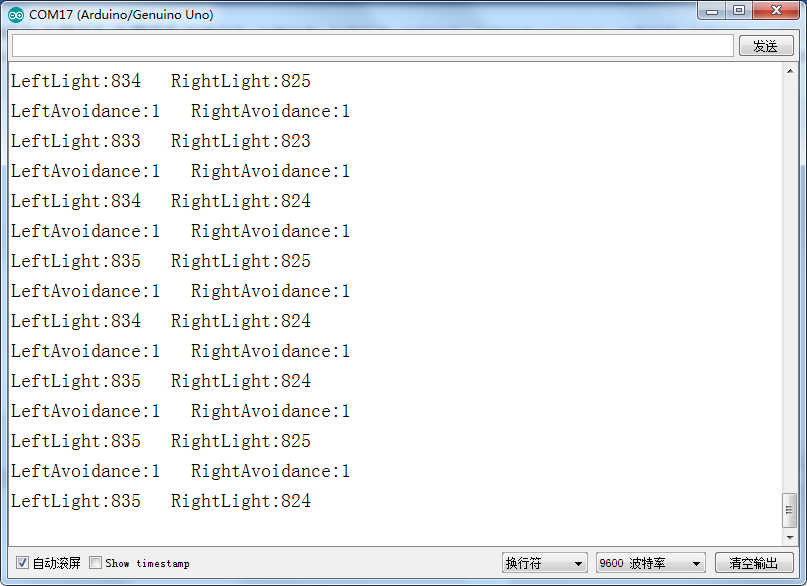 COM17 (Arduino/Genuino Uno)
发送
LeftLight:834   RightLight:825
LeftAvoidance:1   RightAvoidance:1
LeftLight:833   RightLight:823
LeftAvoidance:1   RightAvoidance:1
LeftLight:834   RightLight:824
LeftAvoidance:1   RightAvoidance:1
LeftLight:835   RightLight:825
LeftAvoidance:1   RightAvoidance:1
LeftLight:834   RightLight:824
LeftAvoidance:1   RightAvoidance:1
LeftLight:835   RightLight:824
LeftAvoidance:1   RightAvoidance:1
LeftLight:835   RightLight:825
LeftAvoidance:1   RightAvoidance:1
LeftLight:835   RightLight:824
自动滚屏 Show timestamp 换行符 9600 波特率 清空输出